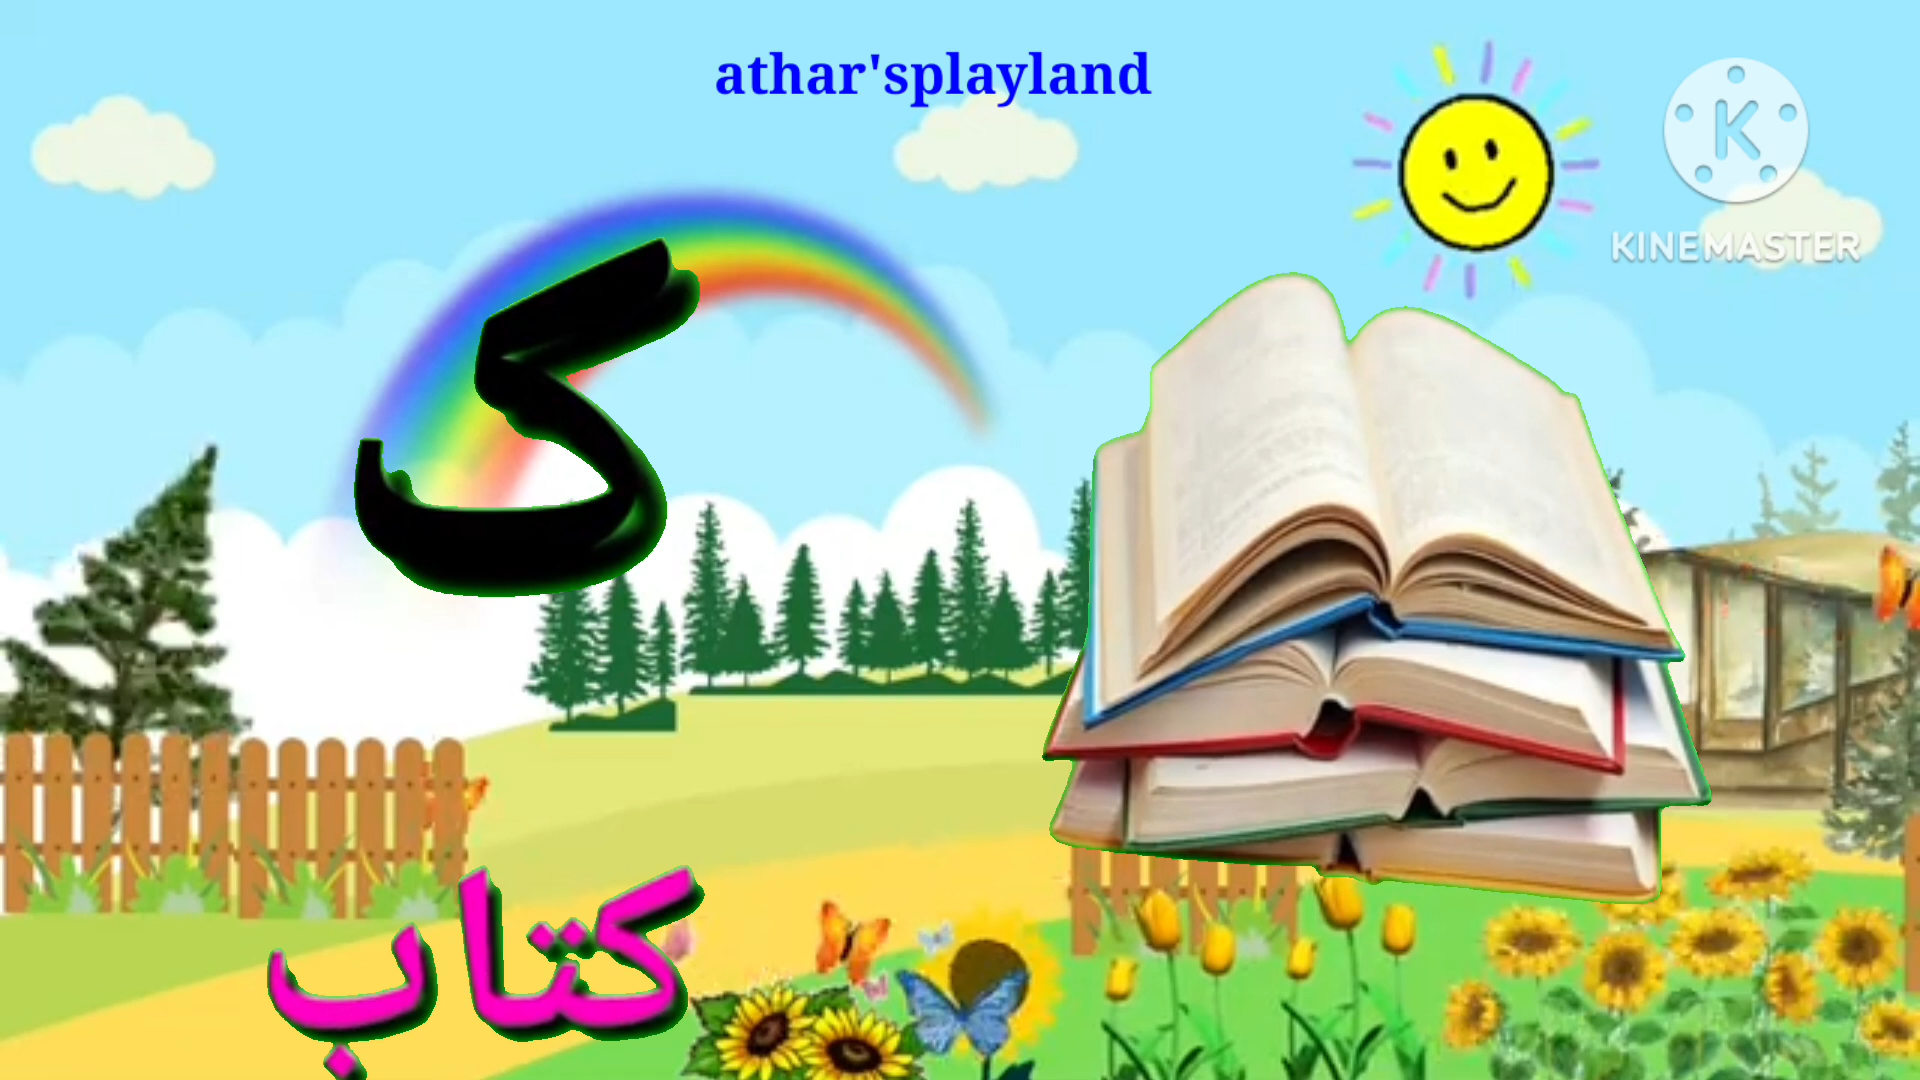 athar'splayland
K
KINEMASTER
ک
کتاب